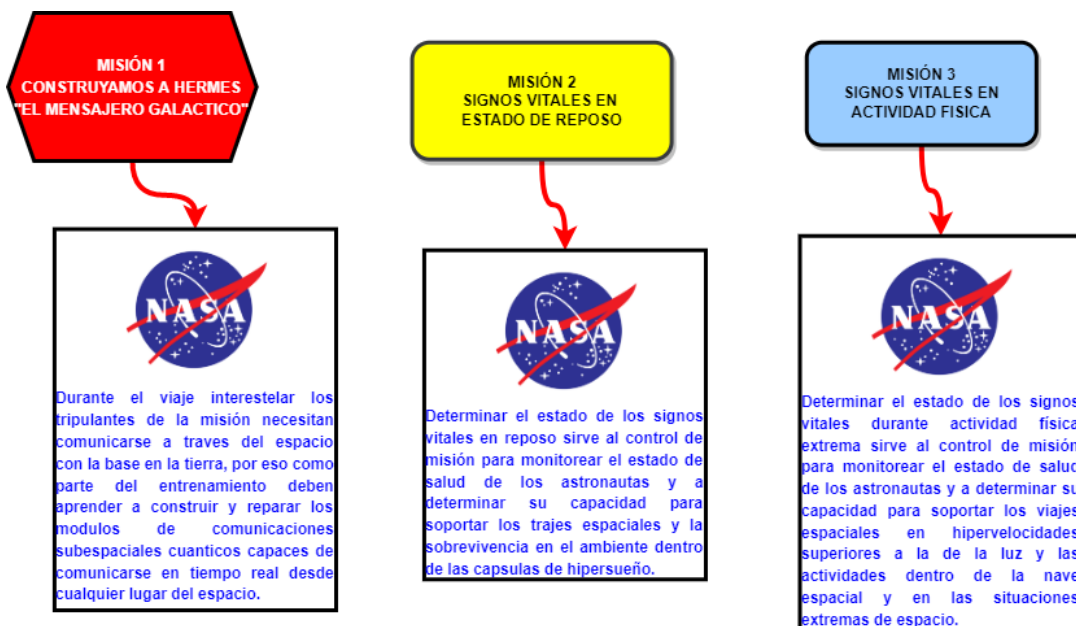 MISIÓN 1
CONSTRUYAMOS A HERMES
"EL MENSAJERO GALACTICO"
NASA
Durante el viaje interestelar los
tripulantes de la misión necesitan
comunicarse a traves del espacio
con la base en la tierra, por eso como
parte del entrenamiento deben
aprender a construir y reparar los
modulos de comunicaciones
subespaciales cuanticos capaces de
comunicarse en tiempo real desde
cualquier lugar del espacio.
MISIÓN 2
SIGNOS VITALES EN
ESTADO DE REPOSO
NASA
Determinar el estado de los signos
vitales en reposo sirve al control de
misión para monitorear el estado de
salud de los astronautas y a
determinar su capacidad para
soportar los trajes espaciales y la
sobrevivencia en el ambiente dentro
de las capsulas de hipersueño.
MISIÓN 3
SIGNOS VITALES EN
ACTIVIDAD FISICA
NASA
Determinar el estado de los signos
vitales durante actividad física
extrema sirve al control de misión
para monitorear el estado de salud
de los astronautas y a determinar su
capacidad para soportar los viajes
espaciales en hipervelocidades
superiores a la de la luz y las
actividades dentro de la nave
espacial y en las situaciones
extremas de espacio.